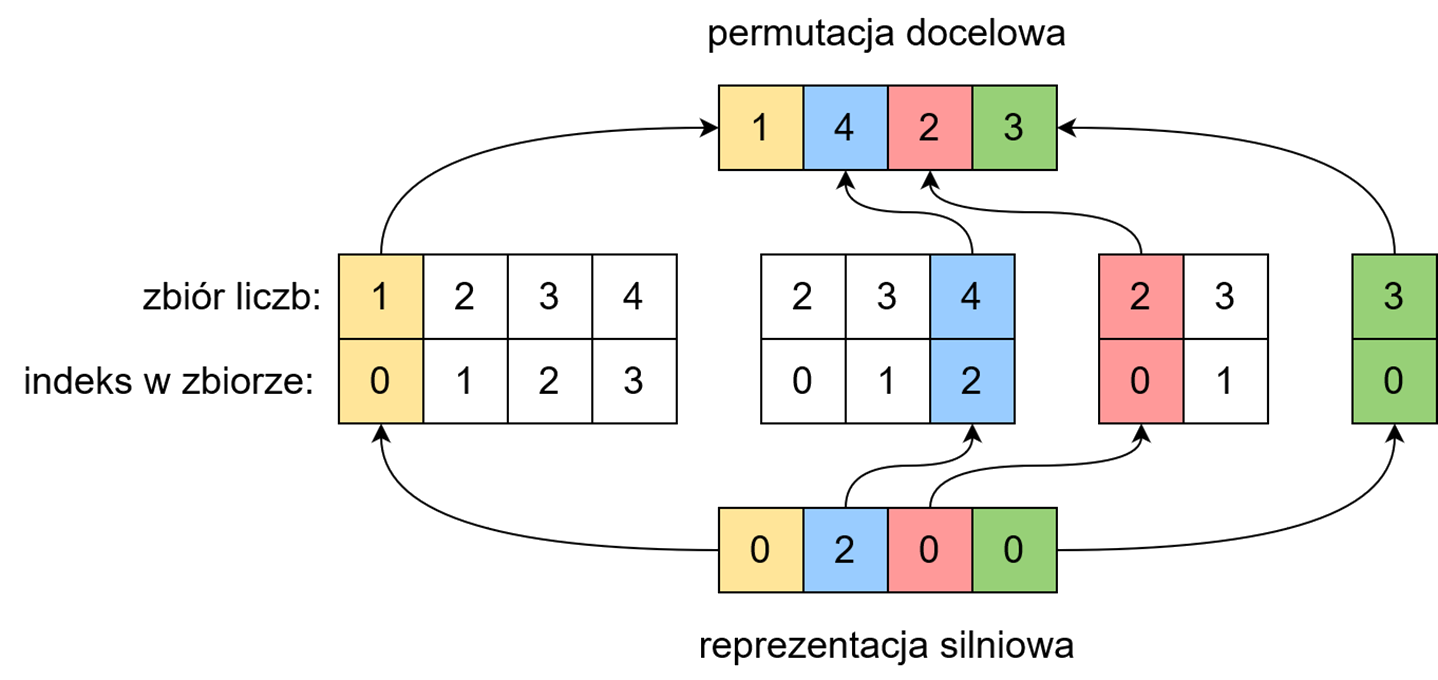 permutacja docelowa
1 4 2 3
zbiór liczb: 1 2 3 4 2 3 4 2 3 3
indeks w zbiorze: 0 1 2 3 0 1 2 0 1 0
0 2 0 0
reprezentacja silniowa